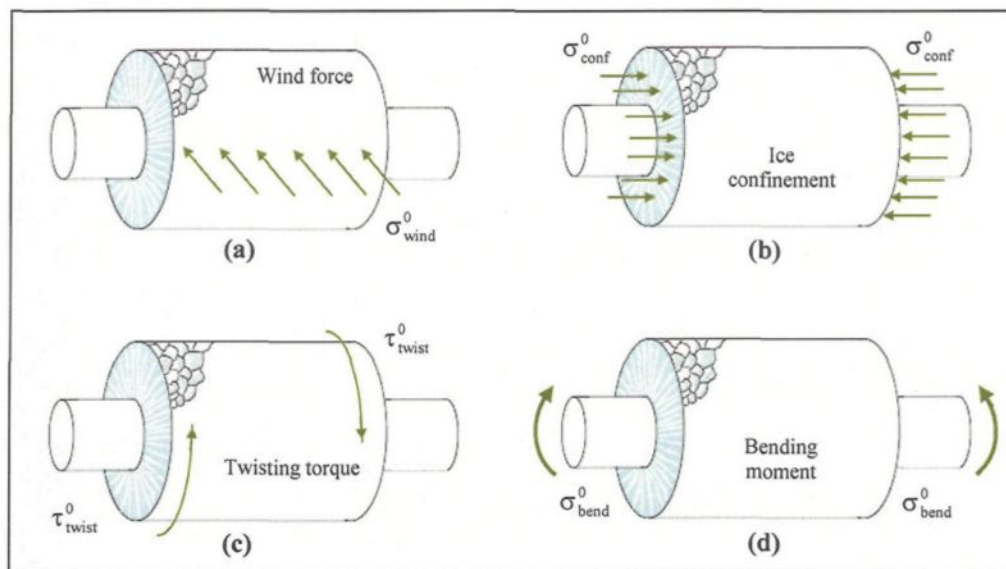 Wind force
σ⁰wind
(a)
σ⁰conf
σ⁰conf
Ice
confinement
(b)
τ⁰twist
Twisting torque
τ⁰twist
(c)
Bending
moment
σ⁰bend
σ⁰bend
(d)